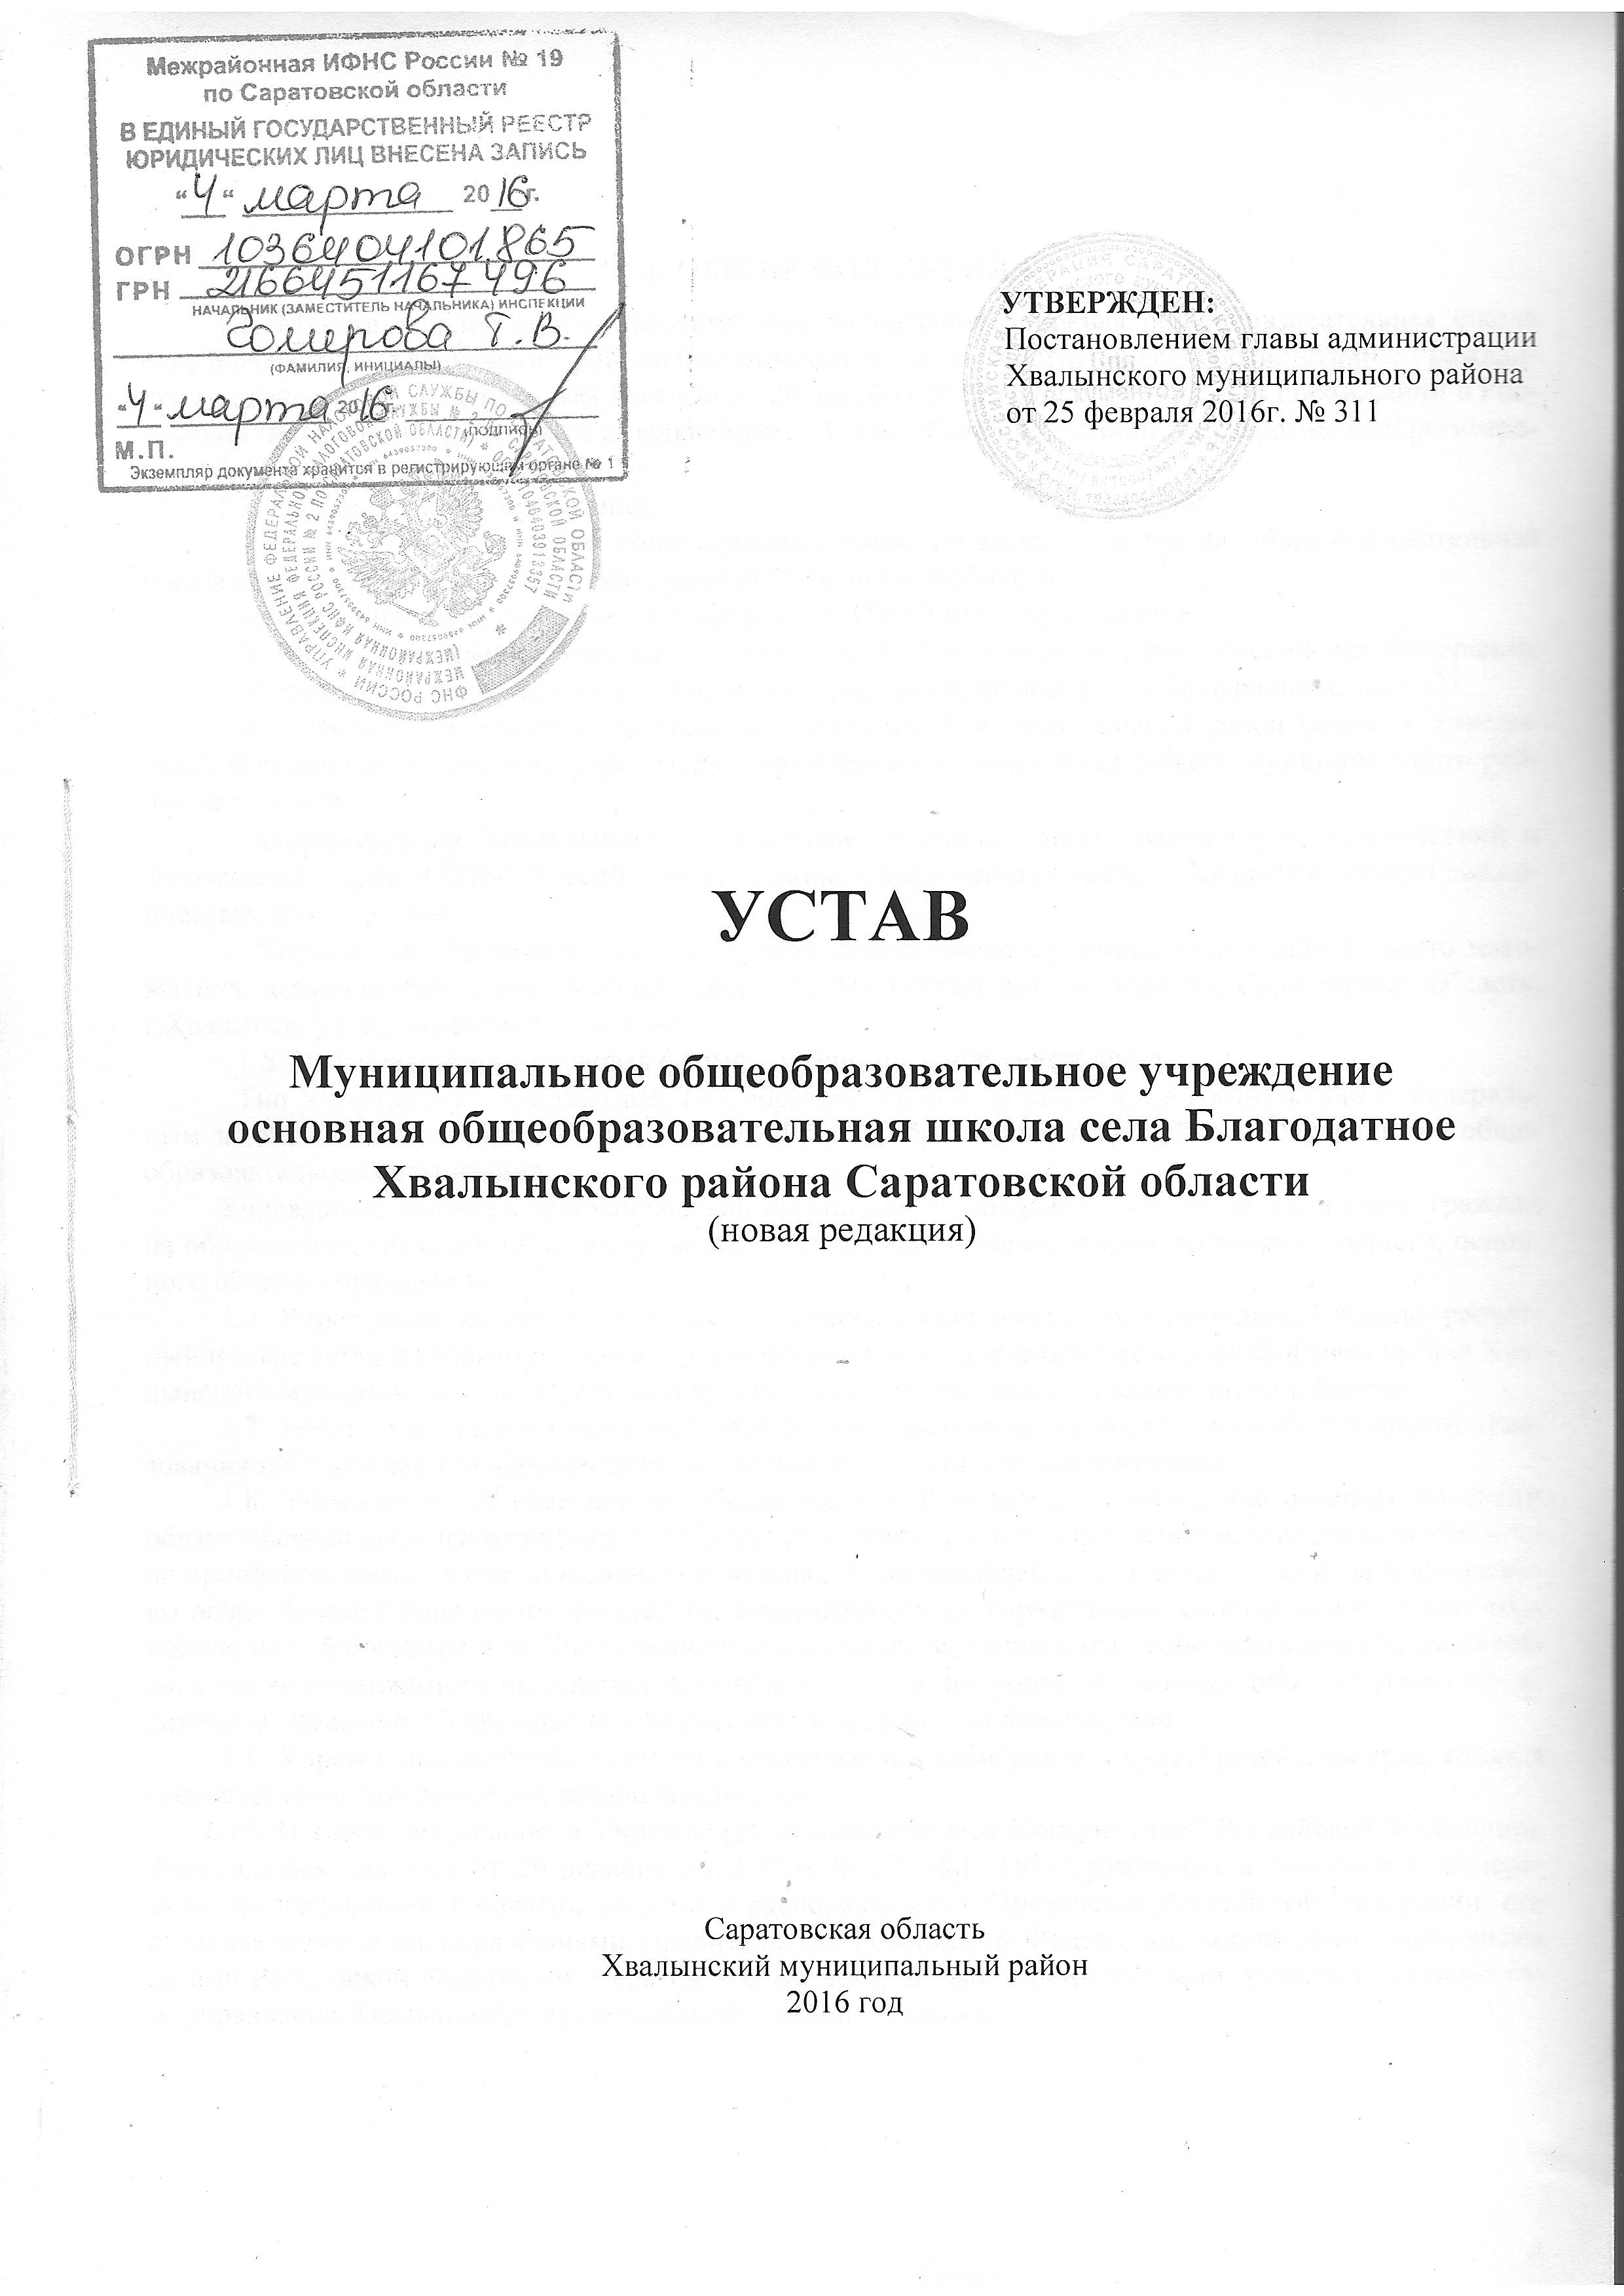 Межрайонная ИФНС России № 19
по Саратовской области
В ЕДИНЫЙ ГОСУДАРСТВЕННЫЙ РЕЕСТР
ЮРИДИЧЕСКИХ ЛИЦ ВНЕСЕНА ЗАПИСЬ
"4" марта 2016г.
ОГРН 1036404101865
ГРН 2166451167496
НАЧАЛЬНИК (ЗАМЕСТИТЕЛЬ НАЧАЛЬНИКА) ИНСПЕКЦИИ
Т.В.
(ФАМИЛИЯ, ИНИЦИАЛЫ)
"4" марта 2016г.
(подпись)
М.П.
Экземпляр документа хранится в регистрирующем органе № 1
УТВЕРЖДЕН:
Постановлением главы администрации
Хвалынского муниципального района
от 25 февраля 2016г. № 311
УСТАВ
Муниципальное общеобразовательное учреждение
основная общеобразовательная школа села Благодатное
Хвалынского района Саратовской области
(новая редакция)
Саратовская область
Хвалынский муниципальный район
2016 год